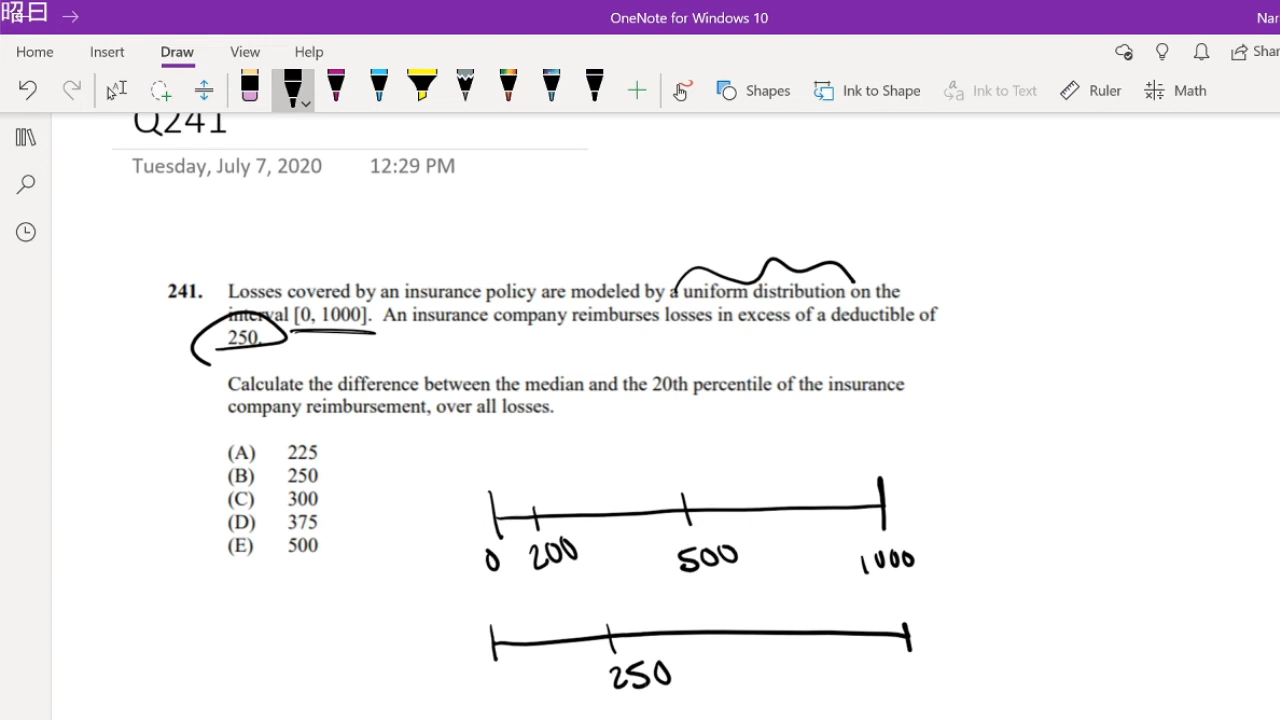 昭日
OneNote for Windows 10
Nar
Home Insert Draw View Help
Shar
Shapes Ink to Shape Ink to Text Ruler Math
Q241
Tuesday, July 7, 2020 12:29 PM
241. Losses covered by an insurance policy are modeled by a uniform distribution on the
interval [0, 1000]. An insurance company reimburses losses in excess of a deductible of
250.
Calculate the difference between the median and the 20th percentile of the insurance
company reimbursement, over all losses.
(A) 225
(B) 250
(C) 300
(D) 375
(E) 500
0 200 500 1000
250